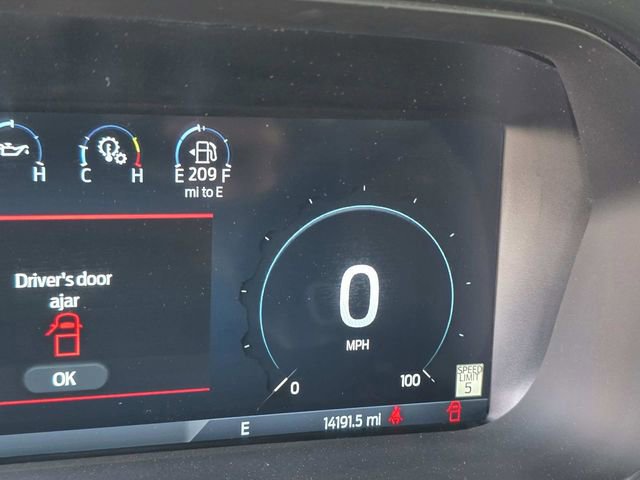 H
C H
E 209 F
mi to E
Driver's door
ajar
OK
0
MPH
0 100
SPEED
LIMIT
5
E 14191.5 mi